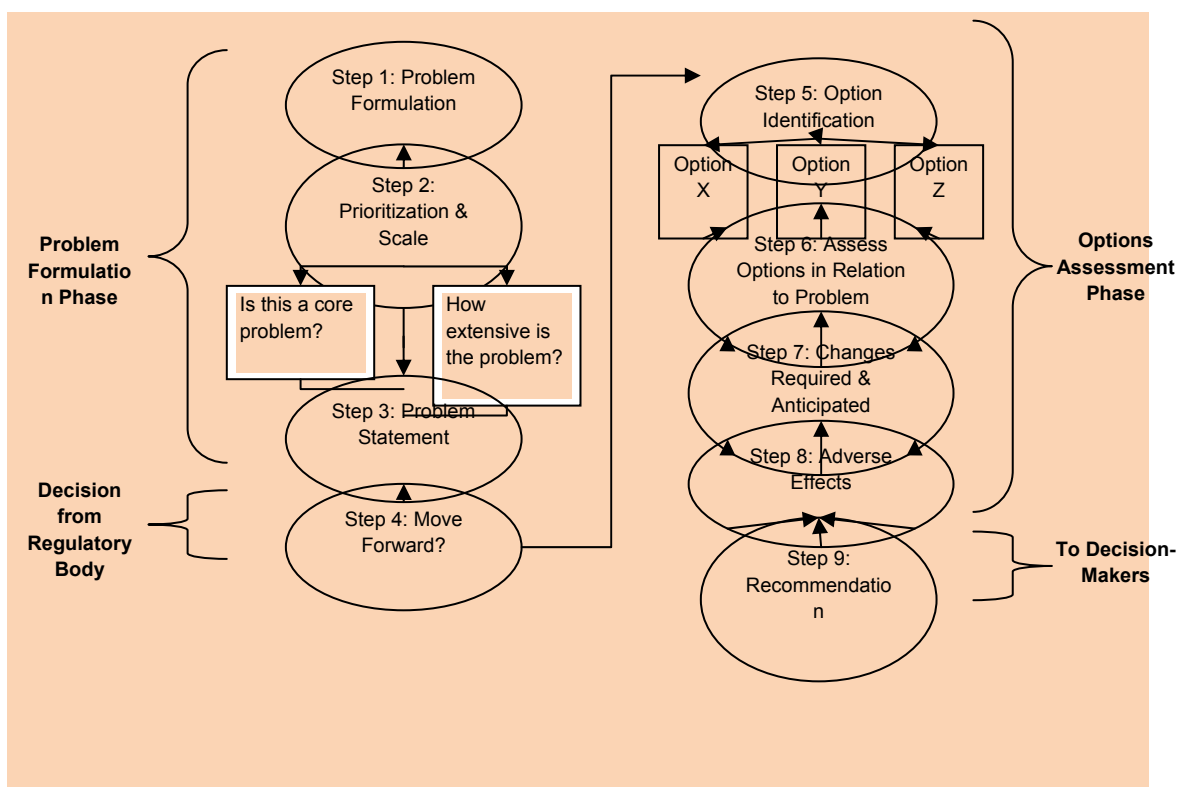 Problem
Formulatio
n Phase
Decision
from
Regulatory
Body
Step 1: Problem
Formulation
Step 2:
Prioritization &
Scale
Is this a core
problem?
How
extensive is
the problem?
Step 3: Problem
Statement
Step 4: Move
Forward?
Step 5: Option
Identification
Option
X
Option
Y
Option
Z
Step 6: Assess
Options in Relation
to Problem
Step 7: Changes
Required &
Anticipated
Step 8: Adverse
Effects
Step 9:
Recommendatio
n
Options
Assessment
Phase
To Decision-
Makers